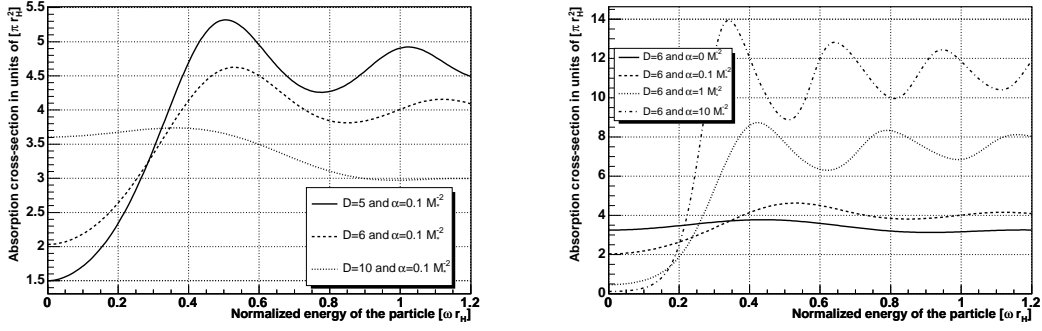 Absorption cross-section in units of [π r_H^2]
5.5
5
4.5
4
3.5
3
2.5
2
1.5
0
0.2
0.4
0.6
0.8
1
1.2
Normalized energy of the particle [ω r_H]
D=5 and α=0.1 M_*^-2
D=6 and α=0.1 M_*^-2
D=10 and α=0.1 M_*^-2
Absorption cross-section in units of [π r_H^2]
14
12
10
8
6
4
2
0
0
0.2
0.4
0.6
0.8
1
1.2
Normalized energy of the particle [ω r_H]
D=6 and α=0 M_*^-2
D=6 and α=0.1 M_*^-2
D=6 and α=1 M_*^-2
D=6 and α=10 M_*^-2